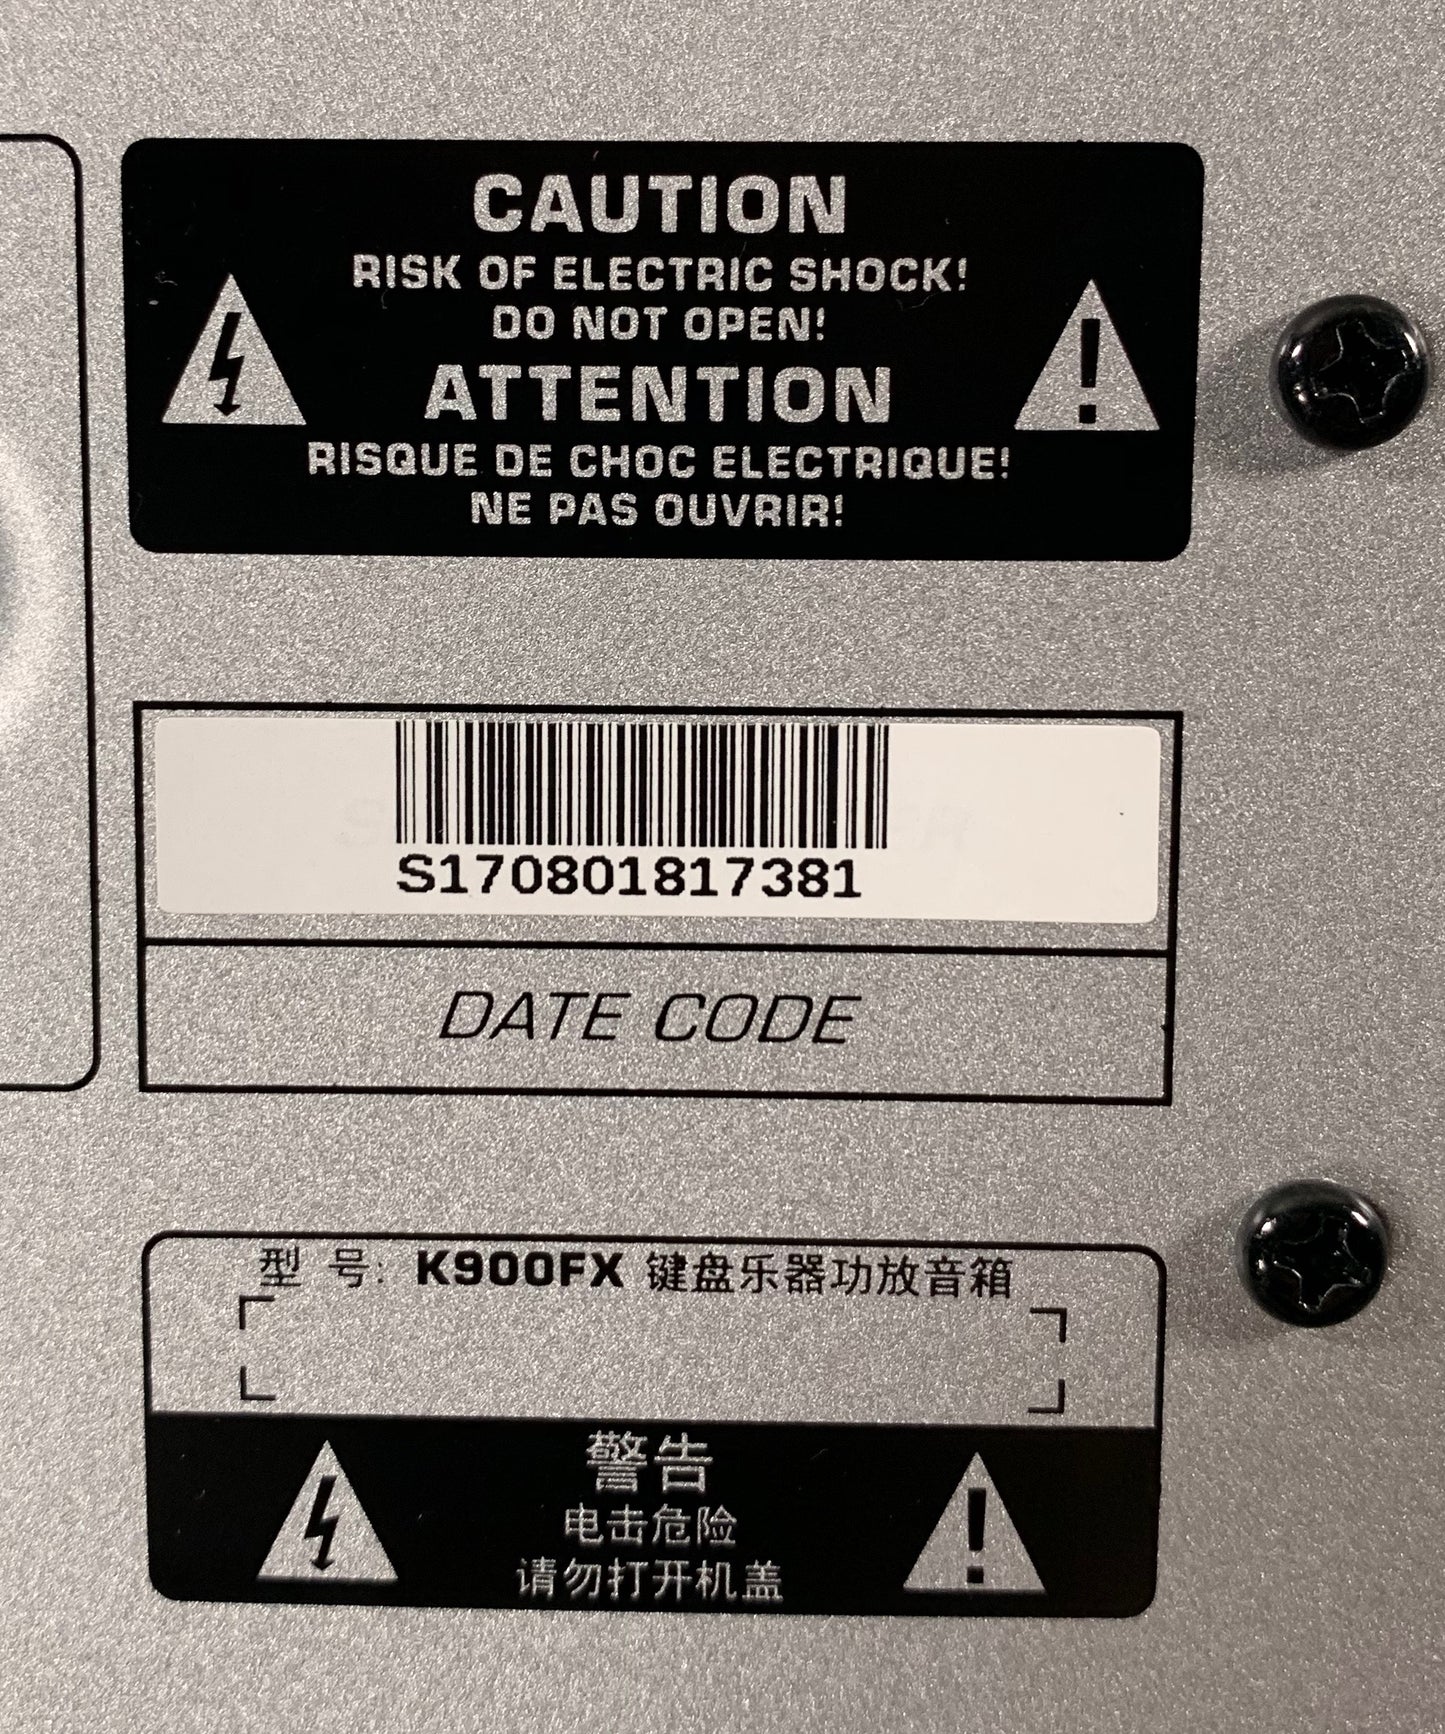 CAUTION
RISK OF ELECTRIC SHOCK!
DO NOT OPEN!
ATTENTION
RISQUE DE CHOC ELECTRIQUE!
NE PAS OUVRIR!
S170801817381
DATE CODE
型 号: K900FX 键盘乐器功放音箱
警告
电击危险
请勿打开机盖